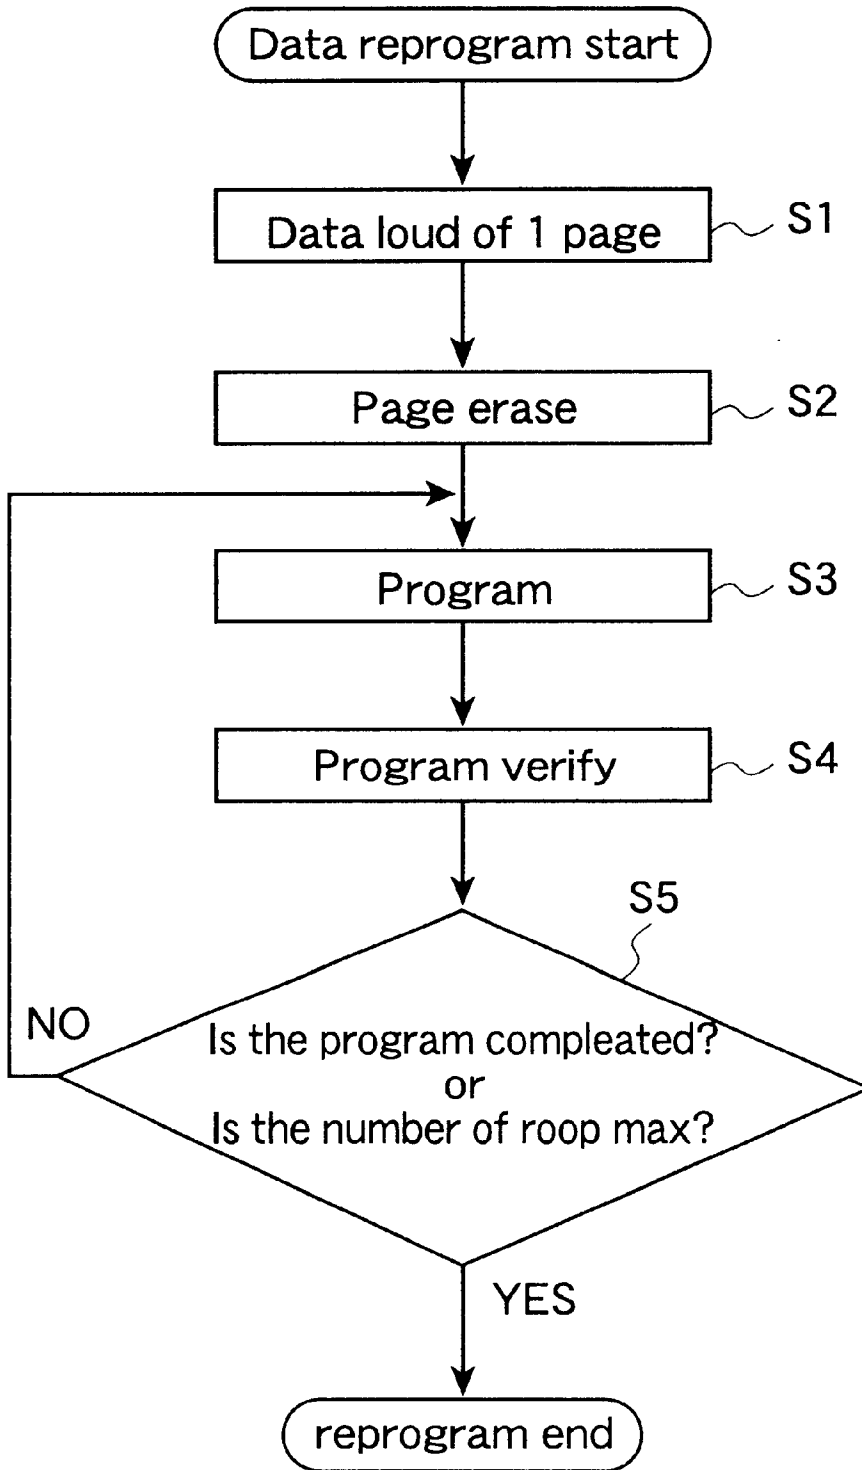 Data reprogram start
Data loud of 1 page
S1
Page erase
S2
Program
S3
Program verify
S4
S5
NO
Is the program compleated?
or
Is the number of roop max?
YES
reprogram end